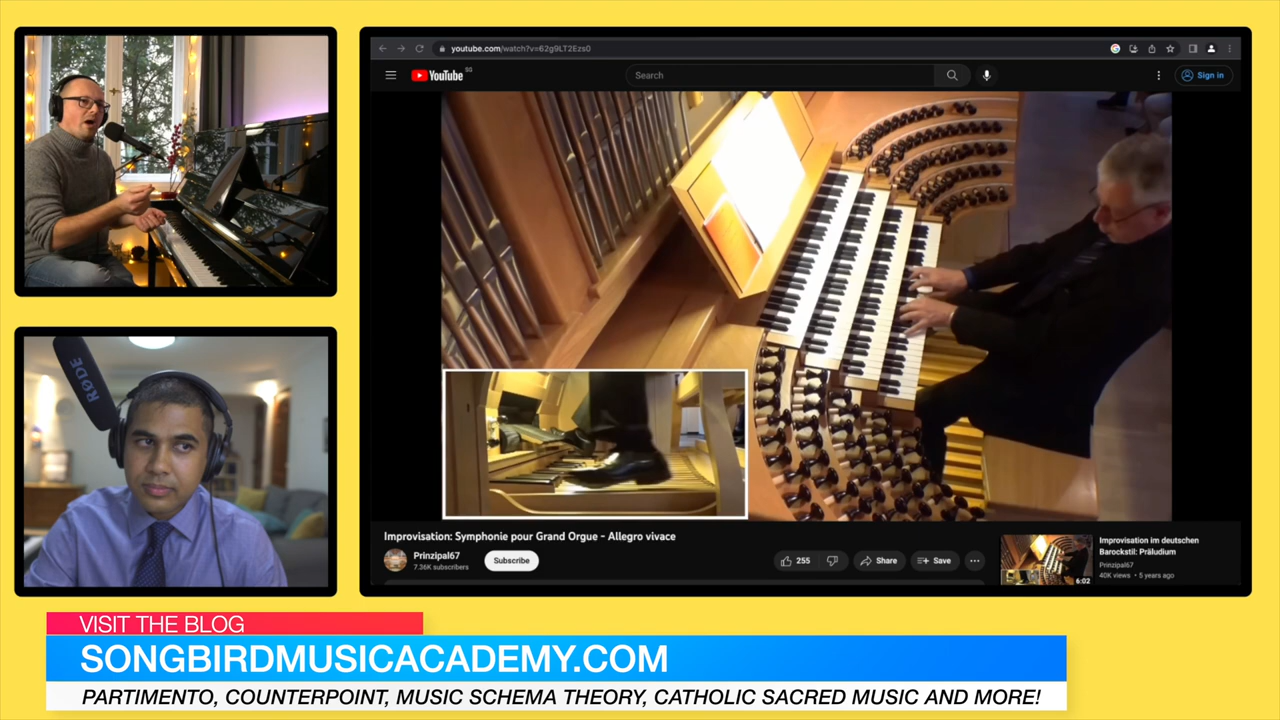 youtube.com/watch?v=62g9LT2Ezs0
YouTube SG
Search
Sign in
RØDE
Improvisation: Symphonie pour Grand Orgue - Allegro vivace
Prinzipal67
7.36K subscribers
Subscribe
255
Share
Save
Improvisation im deutschen
Barockstil: Präludium
Prinzipal67
40K views • 5 years ago
6:02
VISIT THE BLOG
SONGBIRDMUSICACADEMY.COM
PARTIMENTO, COUNTERPOINT, MUSIC SCHEMA THEORY, CATHOLIC SACRED MUSIC AND MORE!